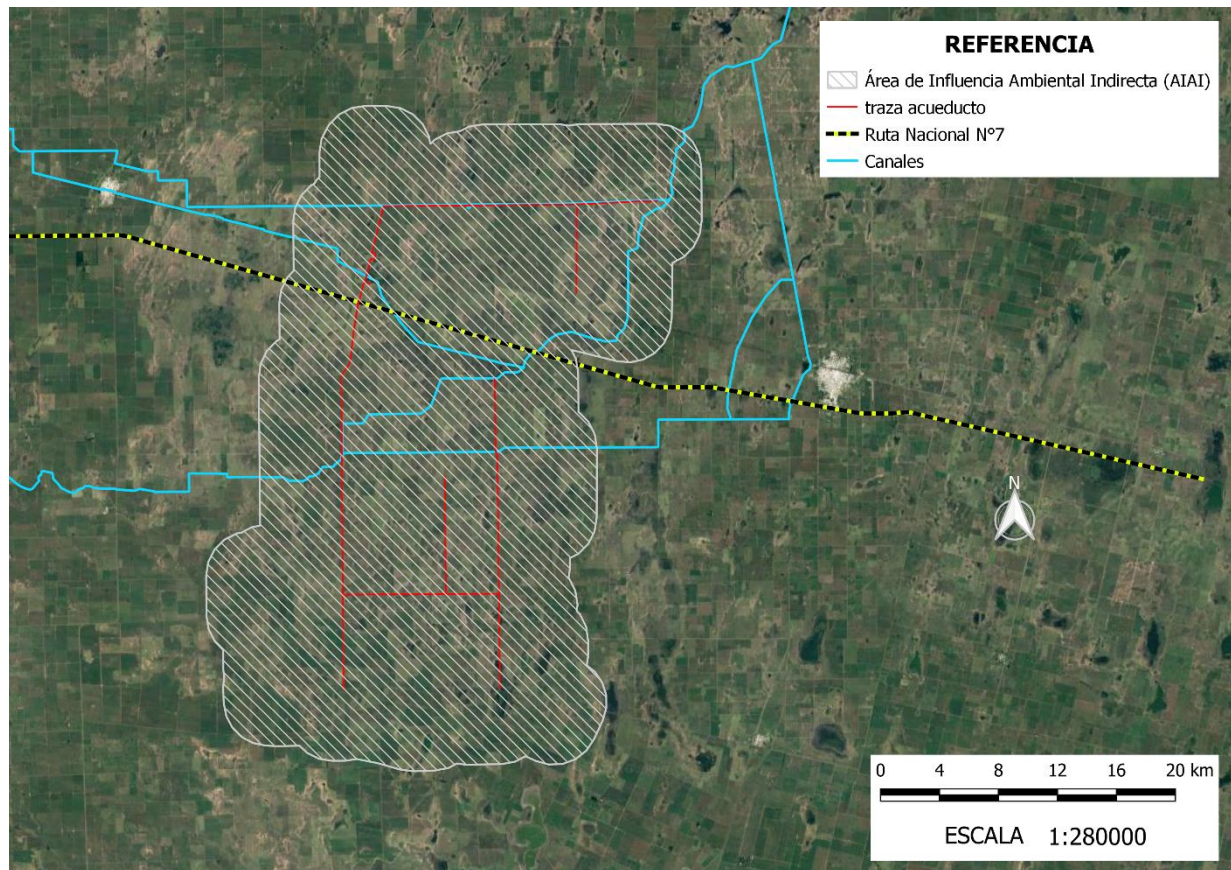 REFERENCIA
Área de Influencia Ambiental Indirecta (AIAI)
traza acueducto
Ruta Nacional N°7
Canales
N
0 4 8 12 16 20 km
ESCALA 1:280000